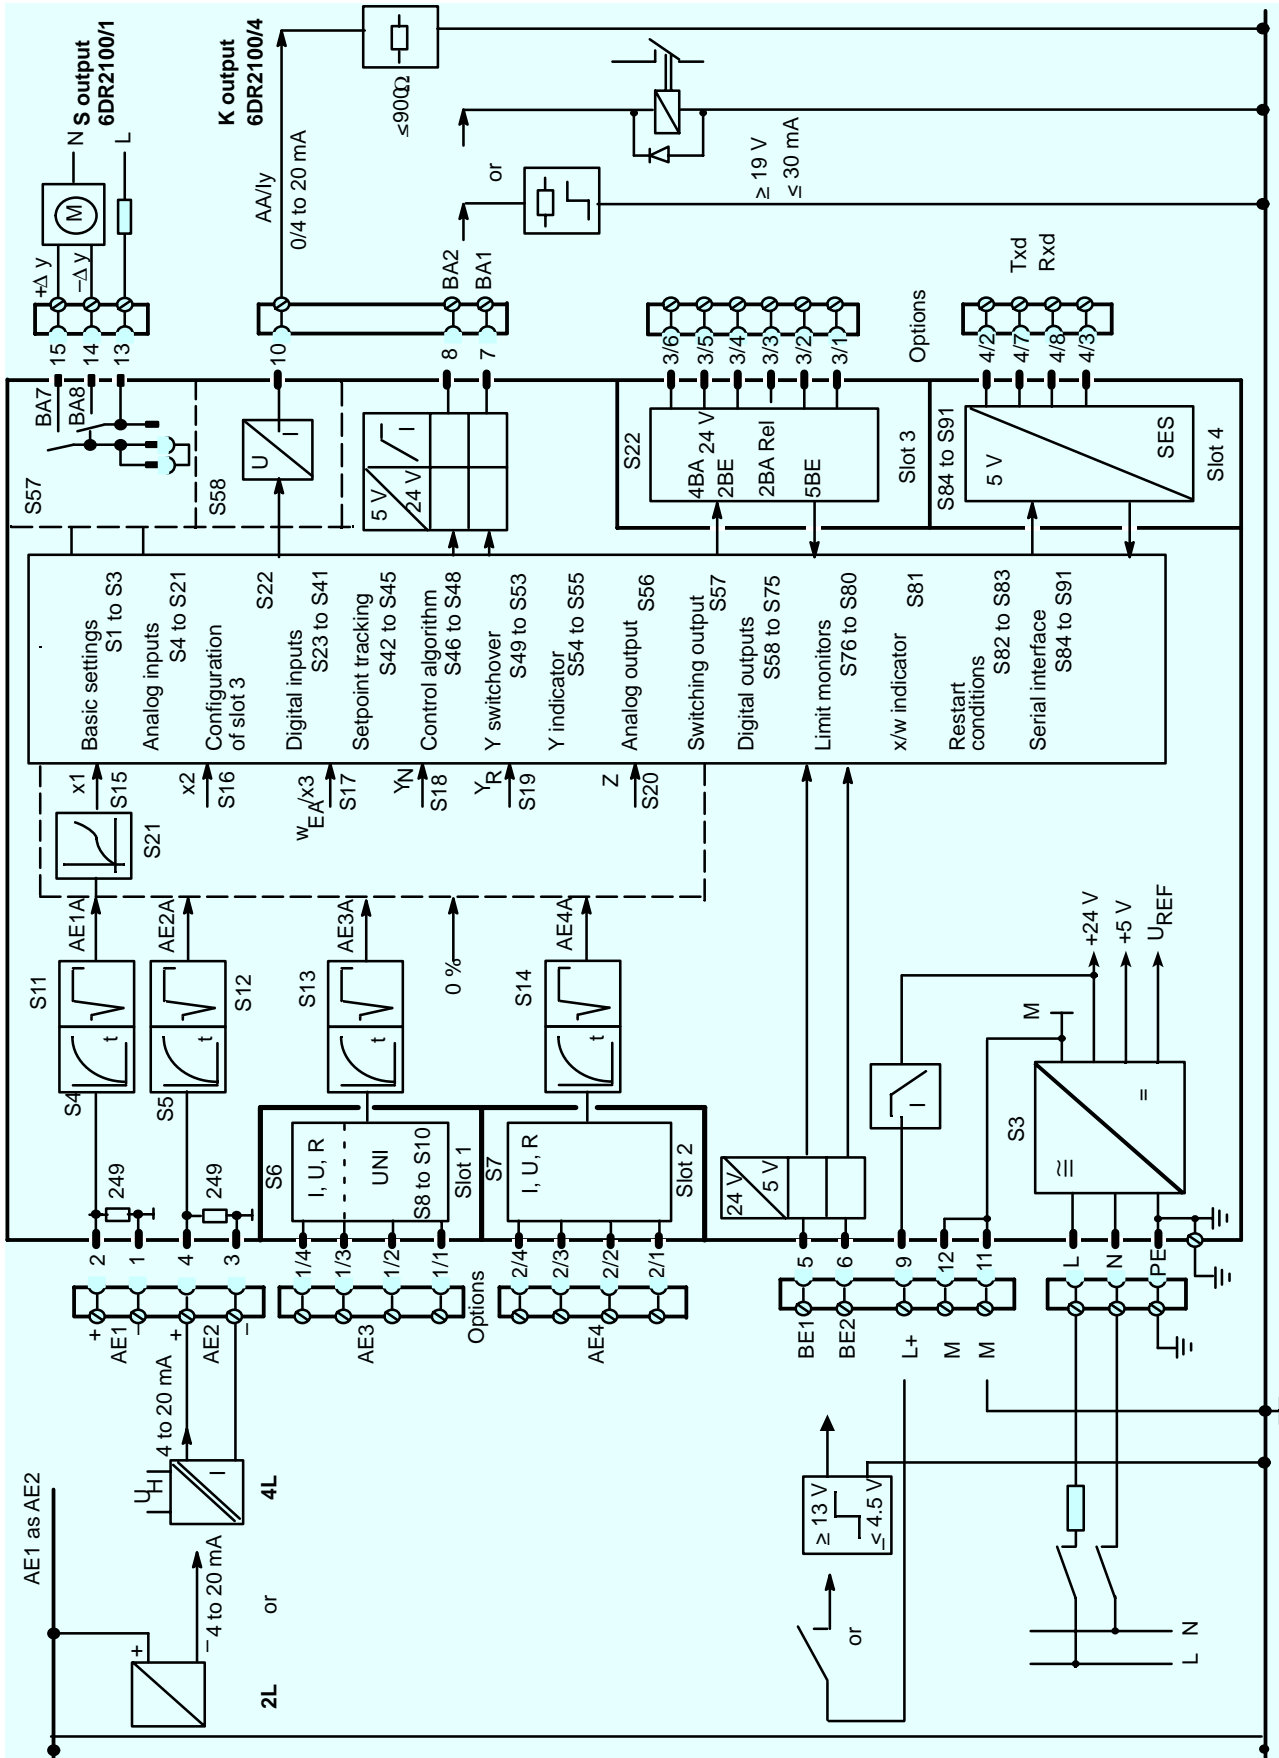 S output
6DR2100/1
N
L
M
+Δ y
−Δ y
15
14
13
BA7
BA8
S57
K output
6DR2100/4
AA/Iy
0/4 to 20 mA
≤900Ω
10
U
I
S58
or
BA2
BA1
8
7
5 V
24 V
I
≥ 19 V
≤ 30 mA
3/6
3/5
3/4
3/3
3/2
3/1
Options
S22
4BA 24 V
2BE
2BA Rel
5BE
Slot 3
Txd
Rxd
4/2
4/7
4/8
4/3
S84 to S91
5 V
SES
Slot 4
Basic settings
S1 to S3
Analog inputs
S4 to S21
Configuration
of slot 3
S22
Digital inputs
S23 to S41
Setpoint tracking
S42 to S45
Control algorithm
S46 to S48
Y switchover
S49 to S53
Y indicator
S54 to S55
Analog output
S56
Switching output
S57
Digital outputs
S58 to S75
Limit monitors
S76 to S80
x/w indicator
S81
Restart
conditions
S82 to S83
Serial interface
S84 to S91
x1
S15
x2
S16
wEA/x3
S17
YN
S18
YR
S19
Z
S20
S21
AE1A
AE2A
AE3A
0 %
AE4A
S11
t
S4
S12
t
S5
S13
t
S14
t
249
249
S6
I, U, R
UNI
S8 to S10
Slot 1
S7
I, U, R
Slot 2
24 V
5 V
I
+24 V
+5 V
UREF
M
S3
≅
=
2
1
4
3
1/4
1/3
1/2
1/1
2/4
2/3
2/2
2/1
5
6
9
12
11
L
N
PE
+
AE1
−
+
AE2
−
AE3
Options
AE4
BE1
BE2
L+
M
M
AE1 as AE2
4 to 20 mA
UH
I
4L
+
−
4 to 20 mA
2L
or
≥ 13 V
≤ 4.5 V
or
L
N